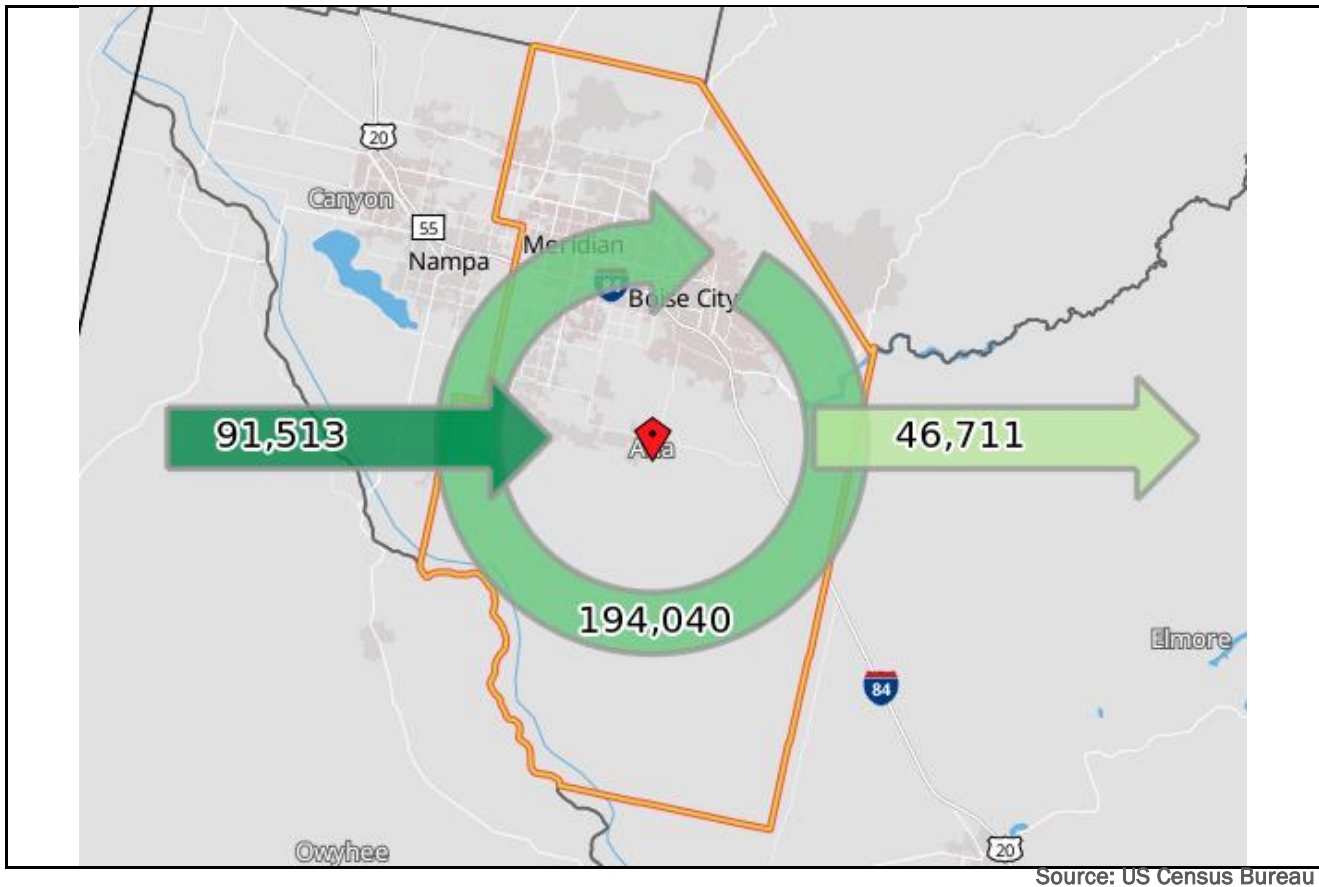 20
Canyon
55
Meridian
Nampa
Boise City
91,513
46,711
Ada
194,040
Elmore
84
20
Owyhee
Source: US Census Bureau